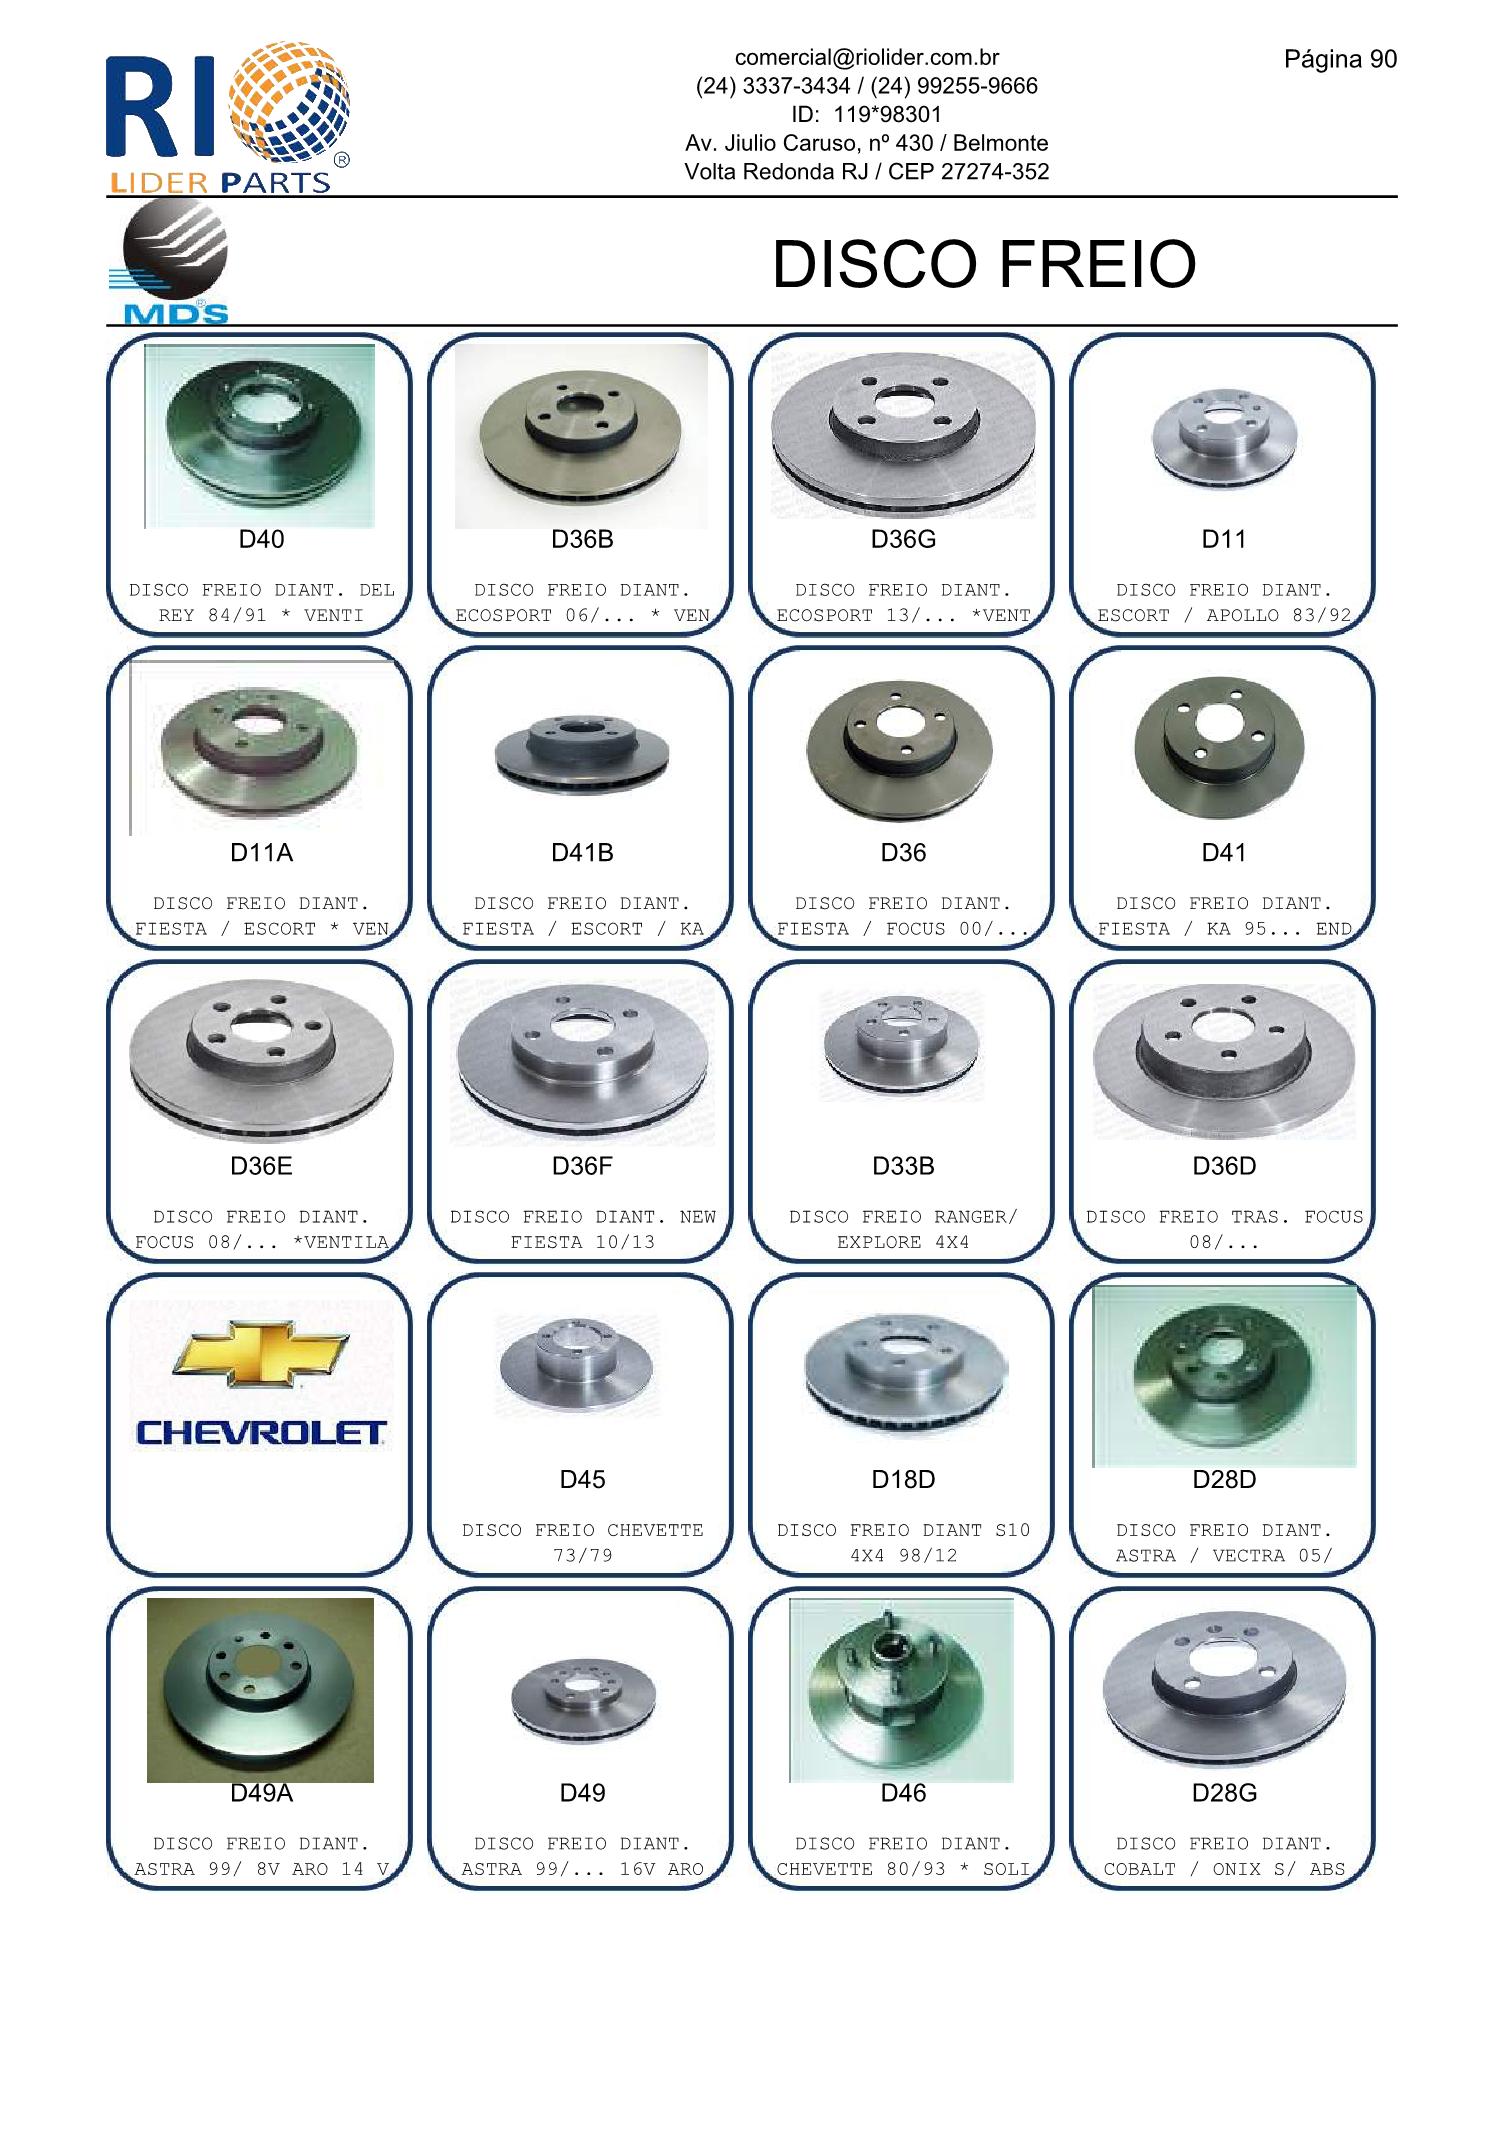 RIO
®
LIDER PARTS
comercial@riolider.com.br
(24) 3337-3434 / (24) 99255-9666
ID: 119*98301
Av. Jiulio Caruso, nº 430 / Belmonte
Volta Redonda RJ / CEP 27274-352
Página 90
MDS®
DISCO FREIO
D40
DISCO FREIO DIANT. DEL
REY 84/91 * VENTI
D36B
DISCO FREIO DIANT.
ECOSPORT 06/... * VEN
D36G
DISCO FREIO DIANT.
ECOSPORT 13/... *VENT
D11
DISCO FREIO DIANT.
ESCORT / APOLLO 83/92
D11A
DISCO FREIO DIANT.
FIESTA / ESCORT * VEN
D41B
DISCO FREIO DIANT.
FIESTA / ESCORT / KA
D36
DISCO FREIO DIANT.
FIESTA / FOCUS 00/...
D41
DISCO FREIO DIANT.
FIESTA / KA 95... END
D36E
DISCO FREIO DIANT.
FOCUS 08/... *VENTILA
D36F
DISCO FREIO DIANT. NEW
FIESTA 10/13
D33B
DISCO FREIO RANGER/
EXPLORE 4X4
D36D
DISCO FREIO TRAS. FOCUS
08/...
CHEVROLET
D45
DISCO FREIO CHEVETTE
73/79
D18D
DISCO FREIO DIANT S10
4X4 98/12
D28D
DISCO FREIO DIANT.
ASTRA / VECTRA 05/
D49A
DISCO FREIO DIANT.
ASTRA 99/ 8V ARO 14 V
D49
DISCO FREIO DIANT.
ASTRA 99/... 16V ARO
D46
DISCO FREIO DIANT.
CHEVETTE 80/93 * SOLI
D28G
DISCO FREIO DIANT.
COBALT / ONIX S/ ABS